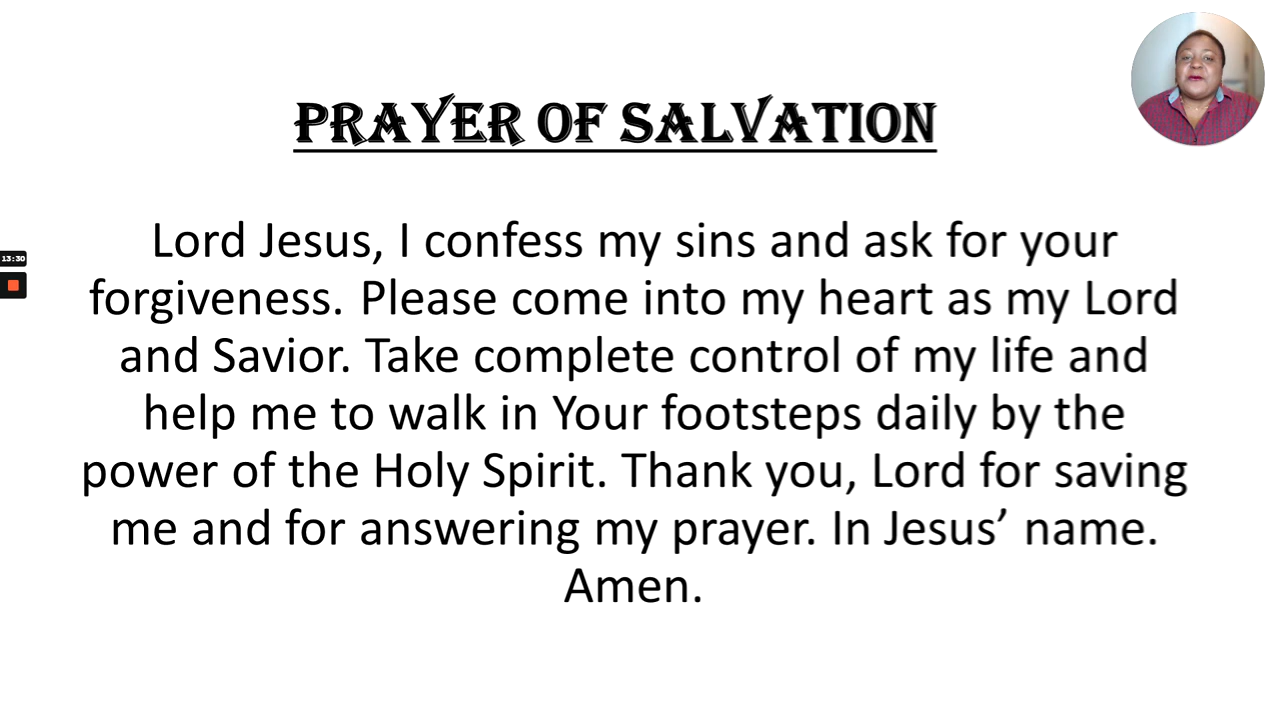 PRAYER OF SALVATION
13:30
Lord Jesus, I confess my sins and ask for your
forgiveness. Please come into my heart as my Lord
and Savior. Take complete control of my life and
help me to walk in Your footsteps daily by the
power of the Holy Spirit. Thank you, Lord for saving
me and for answering my prayer. In Jesus’ name.
Amen.